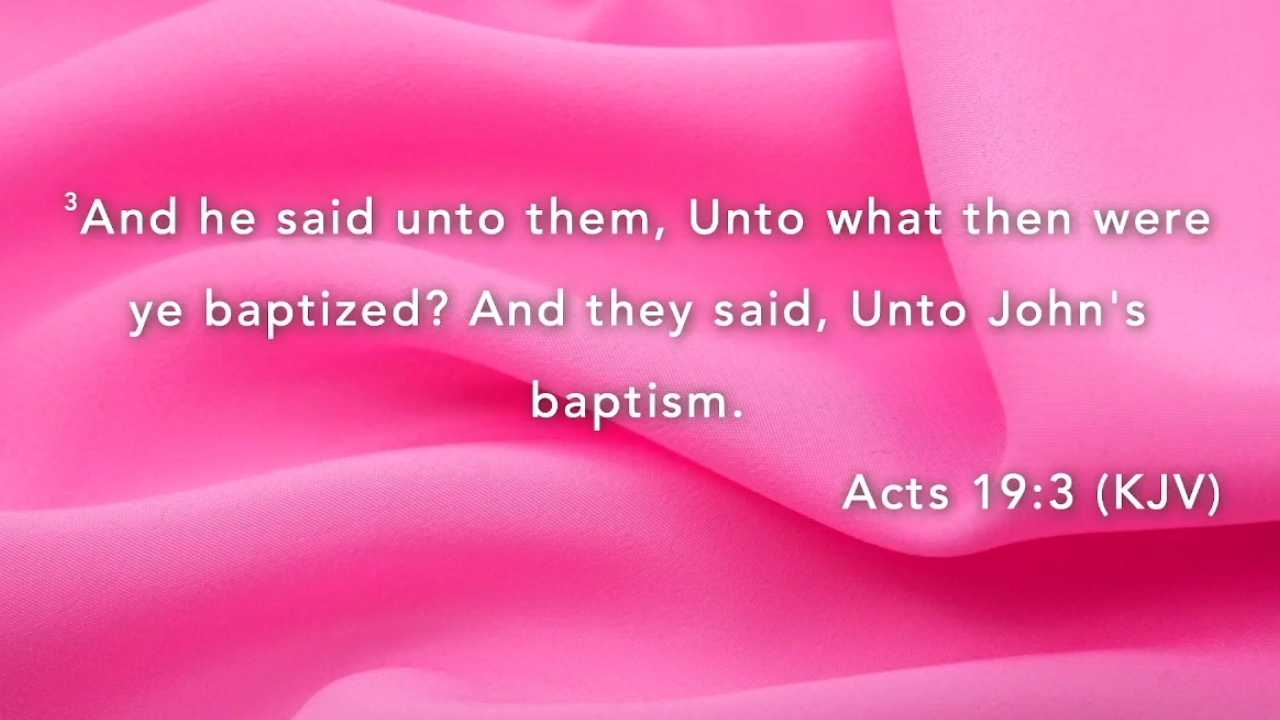 ³And he said unto them, Unto what then were
ye baptized? And they said, Unto John's
baptism.
Acts 19:3 (KJV)